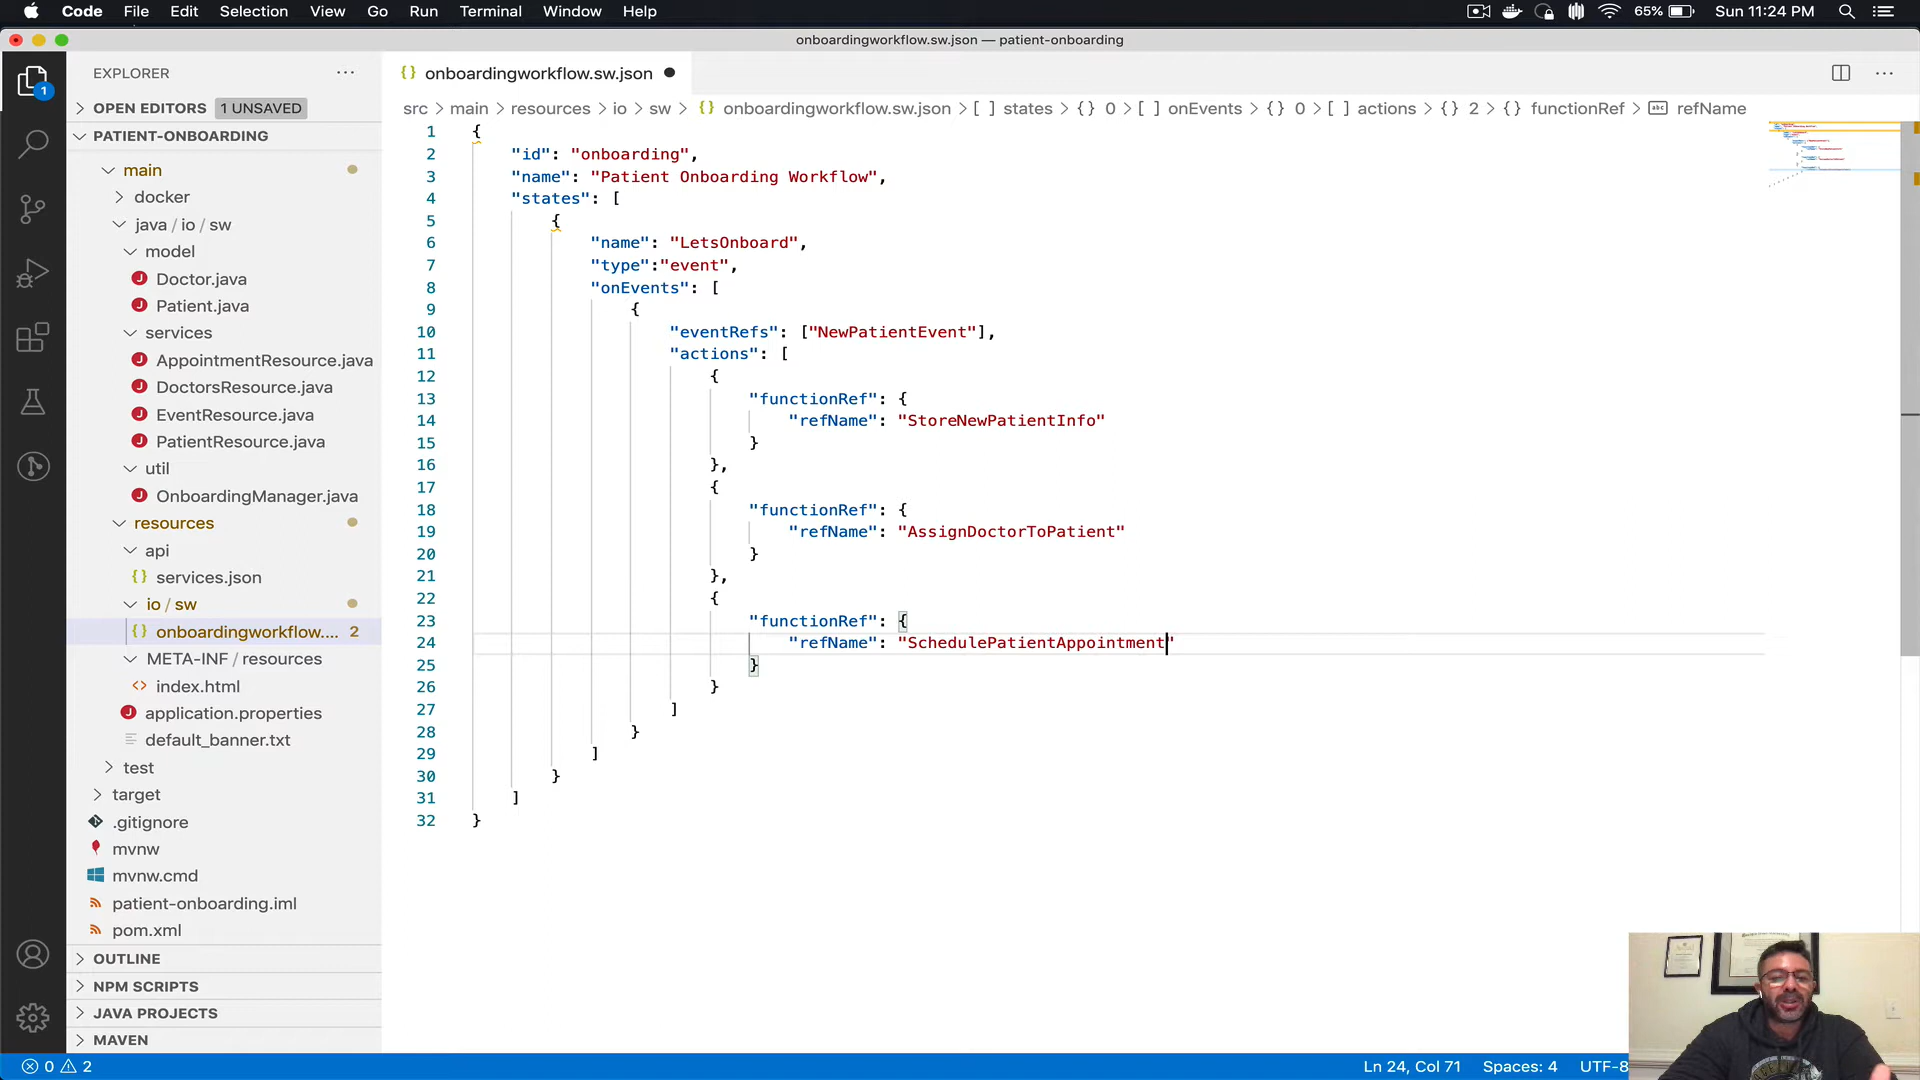 Code File Edit Selection View Go Run Terminal Window Help 65% Sun 11:24 PM
onboardingworkflow.sw.json — patient-onboarding
EXPLORER
OPEN EDITORS 1 UNSAVED
PATIENT-ONBOARDING
main
docker
java / io / sw
model
Doctor.java
Patient.java
services
AppointmentResource.java
DoctorsResource.java
EventResource.java
PatientResource.java
util
OnboardingManager.java
resources
api
services.json
io / sw
onboardingworkflow.... 2
META-INF / resources
index.html
application.properties
default_banner.txt
test
target
.gitignore
mvnw
mvnw.cmd
patient-onboarding.iml
pom.xml
OUTLINE
NPM SCRIPTS
JAVA PROJECTS
MAVEN
1
{} onboardingworkflow.sw.json
src > main > resources > io > sw > {} onboardingworkflow.sw.json > [ ] states > {} 0 > [ ] onEvents > {} 0 > [ ] actions > {} 2 > {} functionRef > abc refName
1 {
2 "id": "onboarding",
3 "name": "Patient Onboarding Workflow",
4 "states": [
5 {
6 "name": "LetsOnboard",
7 "type":"event",
8 "onEvents": [
9 {
10 "eventRefs": ["NewPatientEvent"],
11 "actions": [
12 {
13 "functionRef": {
14 "refName": "StoreNewPatientInfo"
15 }
16 },
17 {
18 "functionRef": {
19 "refName": "AssignDoctorToPatient"
20 }
21 },
22 {
23 "functionRef": {
24 "refName": "SchedulePatientAppointment"
25 }
26 }
27 ]
28 }
29 ]
30 }
31 ]
32 }
0 2 Ln 24, Col 71 Spaces: 4 UTF-8